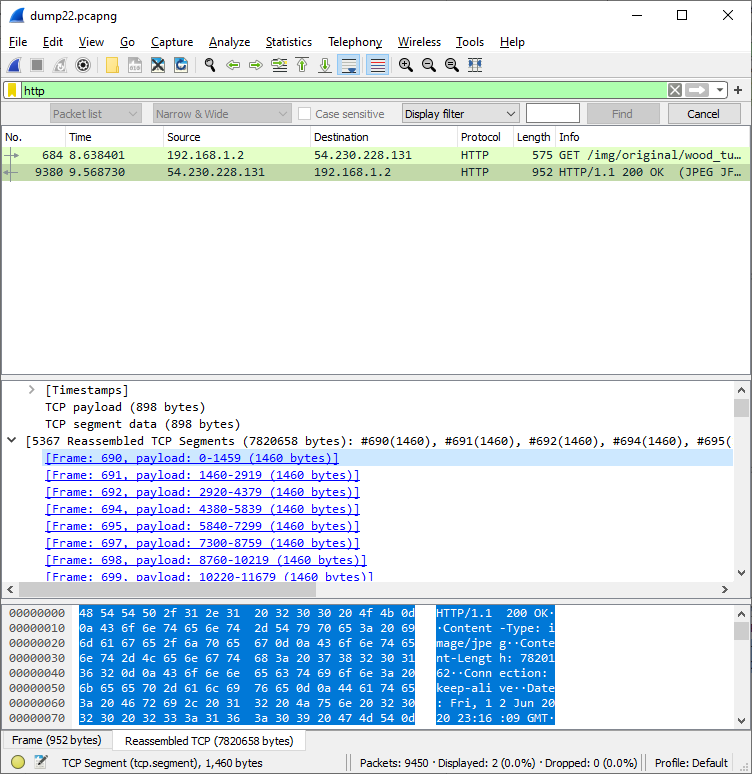 dump22.pcapng
File Edit View Go Capture Analyze Statistics Telephony Wireless Tools Help
http
Packet list Narrow & Wide Case sensitive Display filter Find Cancel
No. Time Source Destination Protocol Length Info
684 8.638401 192.168.1.2 54.230.228.131 HTTP 575 GET /img/original/wood_tu…
9380 9.568730 54.230.228.131 192.168.1.2 HTTP 952 HTTP/1.1 200 OK  (JPEG JF…
[Timestamps]
TCP payload (898 bytes)
TCP segment data (898 bytes)
[5367 Reassembled TCP Segments (7820658 bytes): #690(1460), #691(1460), #692(1460), #694(1460), #695(
[Frame: 690, payload: 0-1459 (1460 bytes)]
[Frame: 691, payload: 1460-2919 (1460 bytes)]
[Frame: 692, payload: 2920-4379 (1460 bytes)]
[Frame: 694, payload: 4380-5839 (1460 bytes)]
[Frame: 695, payload: 5840-7299 (1460 bytes)]
[Frame: 697, payload: 7300-8759 (1460 bytes)]
[Frame: 698, payload: 8760-10219 (1460 bytes)]
[Frame: 699, payload: 10220-11679 (1460 bytes)]
00000000 48 54 54 50 2f 31 2e 31 20 32 30 30 20 4f 4b 0d HTTP/1.1 200 OK·
00000010 0a 43 6f 6e 74 65 6e 74 2d 54 79 70 65 3a 20 69 ·Content -Type: i
00000020 6d 61 67 65 2f 6a 70 65 67 0d 0a 43 6f 6e 74 65 mage/jpe g··Conte
00000030 6e 74 2d 4c 65 6e 67 74 68 3a 20 37 38 32 30 31 nt-Lengt h: 78201
00000040 36 32 0d 0a 43 6f 6e 6e 65 63 74 69 6f 6e 3a 20 62··Conn ection: 
00000050 6b 65 65 70 2d 61 6c 69 76 65 0d 0a 44 61 74 65 keep-ali ve··Date
00000060 3a 20 46 72 69 2c 20 31 32 20 4a 75 6e 20 32 30 : Fri, 1 2 Jun 20
00000070 32 30 20 32 33 3a 31 36 3a 30 39 20 47 4d 54 0d 20 23:16 :09 GMT·
Frame (952 bytes) Reassembled TCP (7820658 bytes)
TCP Segment (tcp.segment), 1,460 bytes Packets: 9450 · Displayed: 2 (0.0%) · Dropped: 0 (0.0%) Profile: Default